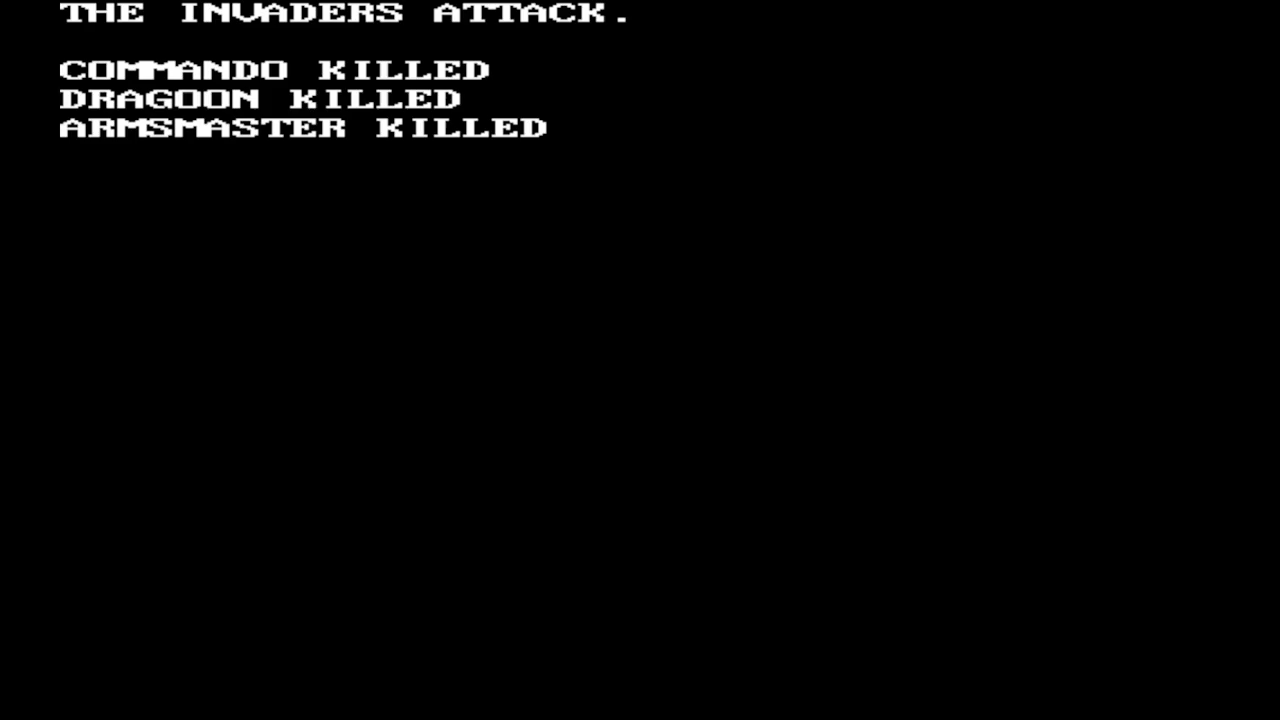 THE INVADERS ATTACK.
COMMANDO KILLED
DRAGOON KILLED
ARMSMASTER KILLED